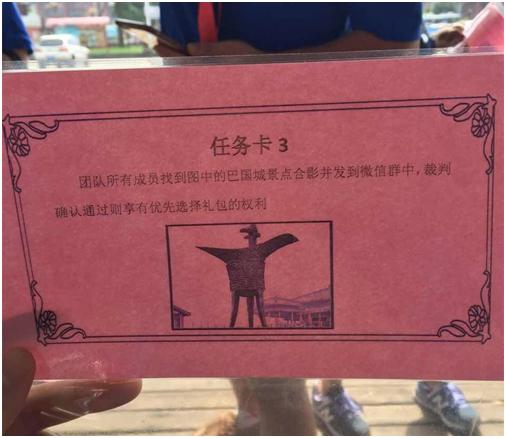 任务卡 3
团队所有成员找到图中的巴国城景点合影并发到微信群中，裁判
确认通过则享有优先选择礼包的权利